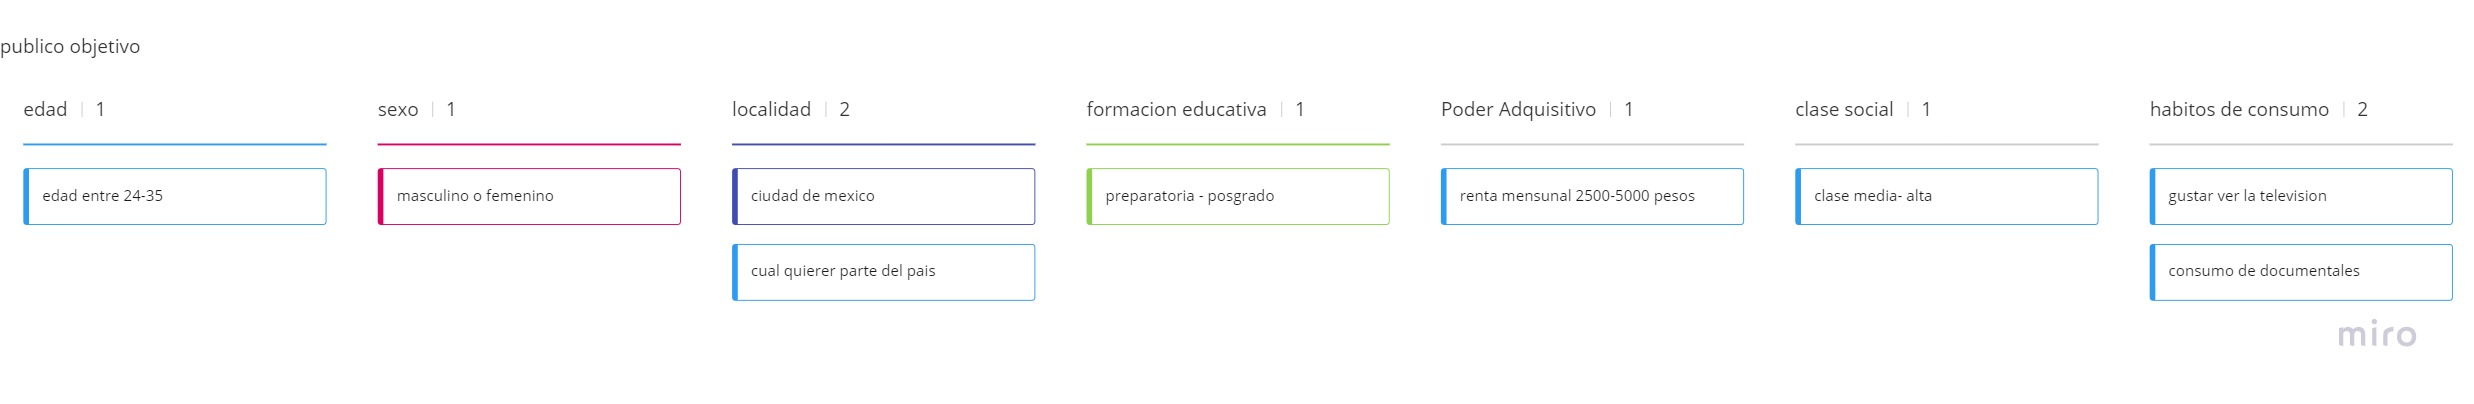 publico objetivo
edad 1
edad entre 24-35
sexo 1
masculino o femenino
localidad 2
ciudad de mexico
cual quierer parte del pais
formacion educativa 1
preparatoria - posgrado
Poder Adquisitivo 1
renta mensunal 2500-5000 pesos
clase social 1
clase media- alta
habitos de consumo 2
gustar ver la television
consumo de documentales
miro